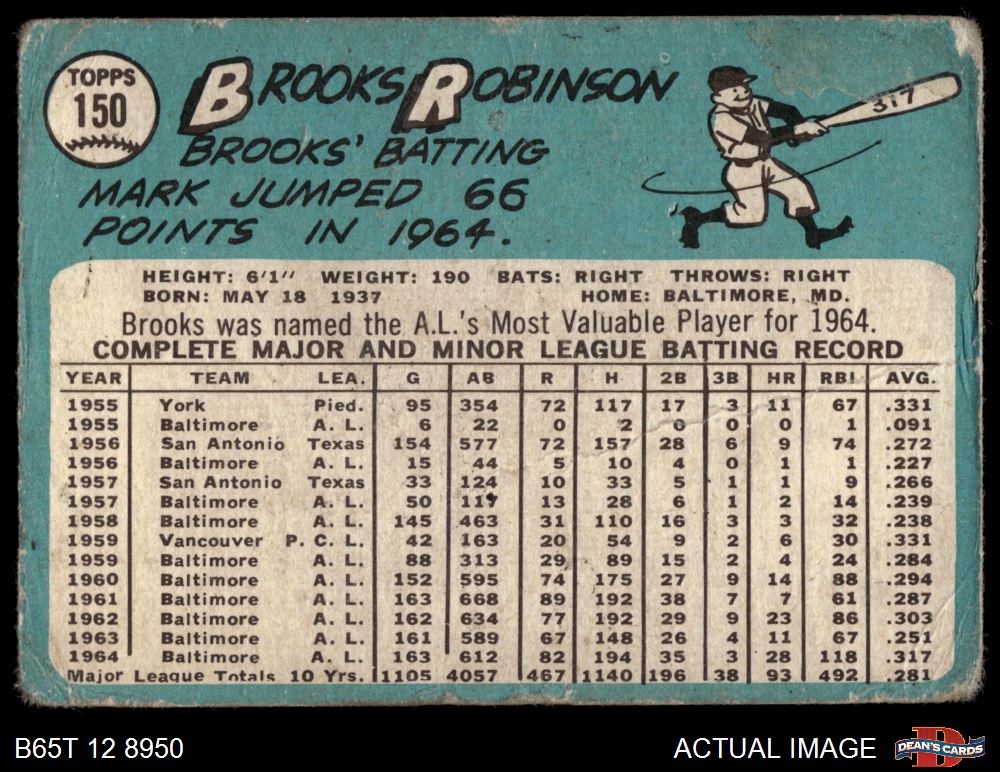 TOPPS
150
BROOKS ROBINSON
317
BROOKS' BATTING
MARK JUMPED 66
POINTS IN 1964.
HEIGHT: 6'1" WEIGHT: 190 BATS: RIGHT THROWS: RIGHT
BORN: MAY 18 1937 HOME: BALTIMORE, MD.
Brooks was named the A.L.'s Most Valuable Player for 1964.
COMPLETE MAJOR AND MINOR LEAGUE BATTING RECORD
YEAR TEAM LEA. G AB R H 2B 3B HR RBI AVG.
1955 York Pied. 95 354 72 117 17 3 11 67 .331
1955 Baltimore A. L. 6 22 0 2 0 0 0 1 .091
1956 San Antonio Texas 154 577 72 157 28 6 9 74 .272
1956 Baltimore A. L. 15 44 5 10 4 0 1 1 .227
1957 San Antonio Texas 33 124 10 33 5 1 1 9 .266
1957 Baltimore A. L. 50 117 13 28 6 1 2 14 .239
1958 Baltimore A. L. 145 463 31 110 16 3 3 32 .238
1959 Vancouver P. C. L. 42 163 20 54 9 2 6 30 .331
1959 Baltimore A. L. 88 313 29 89 15 2 4 24 .284
1960 Baltimore A. L. 152 595 74 175 27 9 14 88 .294
1961 Baltimore A. L. 163 668 89 192 38 7 7 61 .287
1962 Baltimore A. L. 162 634 77 192 29 9 23 86 .303
1963 Baltimore A. L. 161 589 67 148 26 4 11 67 .251
1964 Baltimore A. L. 163 612 82 194 35 3 28 118 .317
Major League Totals 10 Yrs. 1105 4057 467 1140 196 38 93 492 .281
B65T 12 8950
ACTUAL IMAGE
D
DEAN'S CARDS